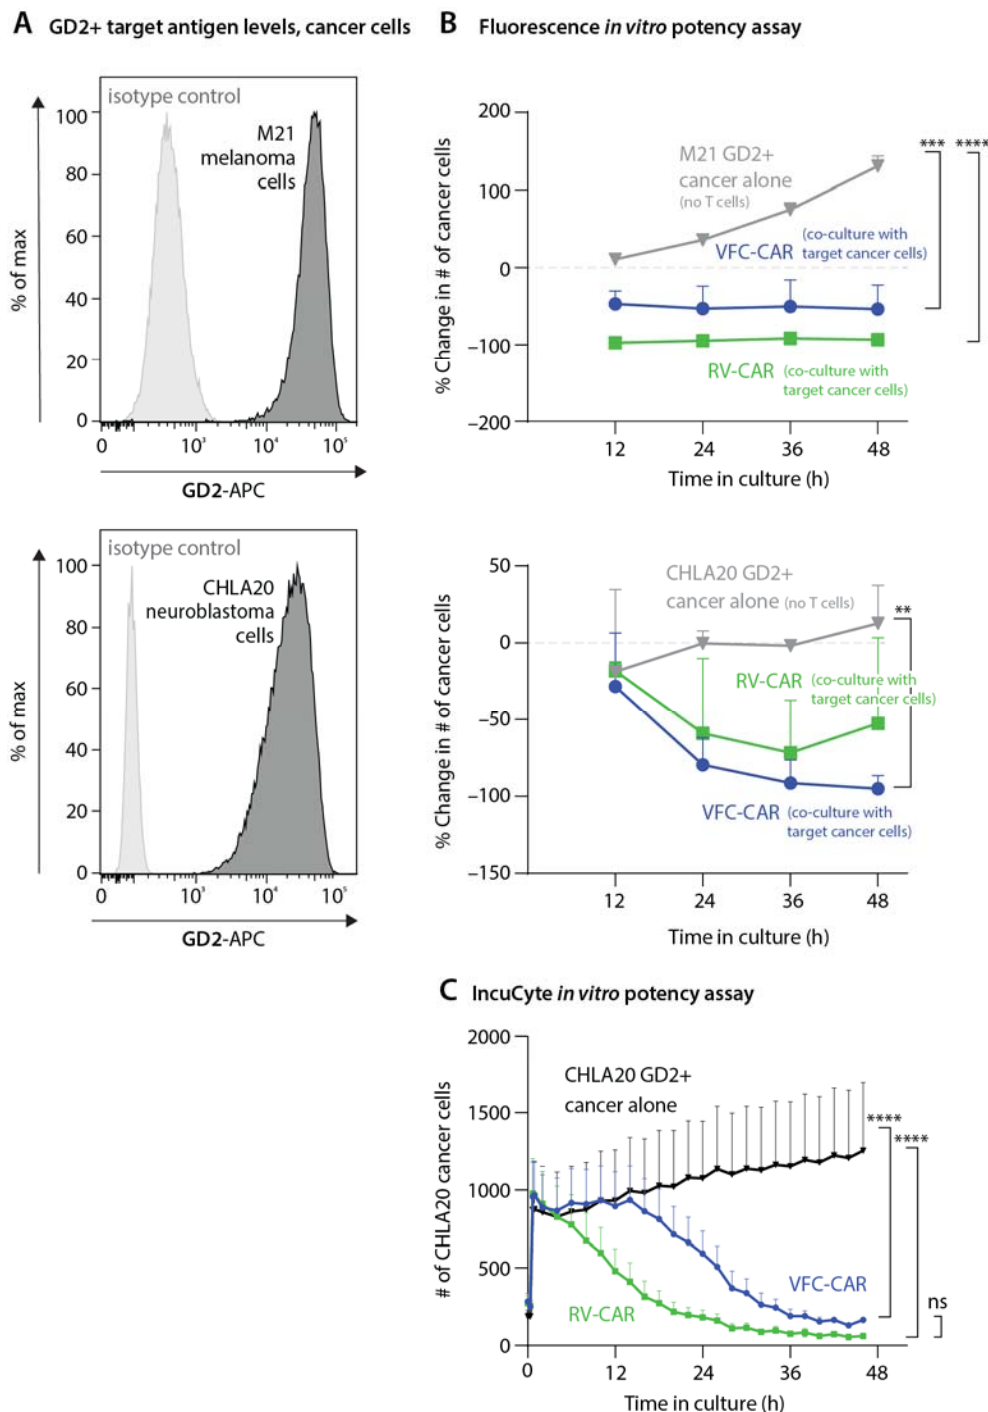 A GD2+ target antigen levels, cancer cells
isotype control
M21
melanoma
cells
100
80
60
40
20
0
% of max
0 10³ 10⁴ 10⁵
GD2-APC
isotype control
CHLA20
neuroblastoma
cells
100
80
60
40
20
0
% of max
0 10³ 10⁴ 10⁵
GD2-APC
B Fluorescence in vitro potency assay
200
100
0
−100
−200
% Change in # of cancer cells
M21 GD2+
cancer alone
(no T cells)
VFC-CAR (co-culture with
target cancer cells)
RV-CAR (co-culture with
target cancer cells)
*** ****
12 24 36 48
Time in culture (h)
50
0
−50
−100
−150
% Change in # of cancer cells
CHLA20 GD2+
cancer alone (no T cells)
**
RV-CAR (co-culture with
target cancer cells)
VFC-CAR (co-culture with
target cancer cells)
12 24 36 48
Time in culture (h)
C IncuCyte in vitro potency assay
2000
1500
1000
500
0
# of CHLA20 cancer cells
CHLA20 GD2+
cancer alone
****
****
VFC-CAR
RV-CAR
ns
0 12 24 36 48
Time in culture (h)